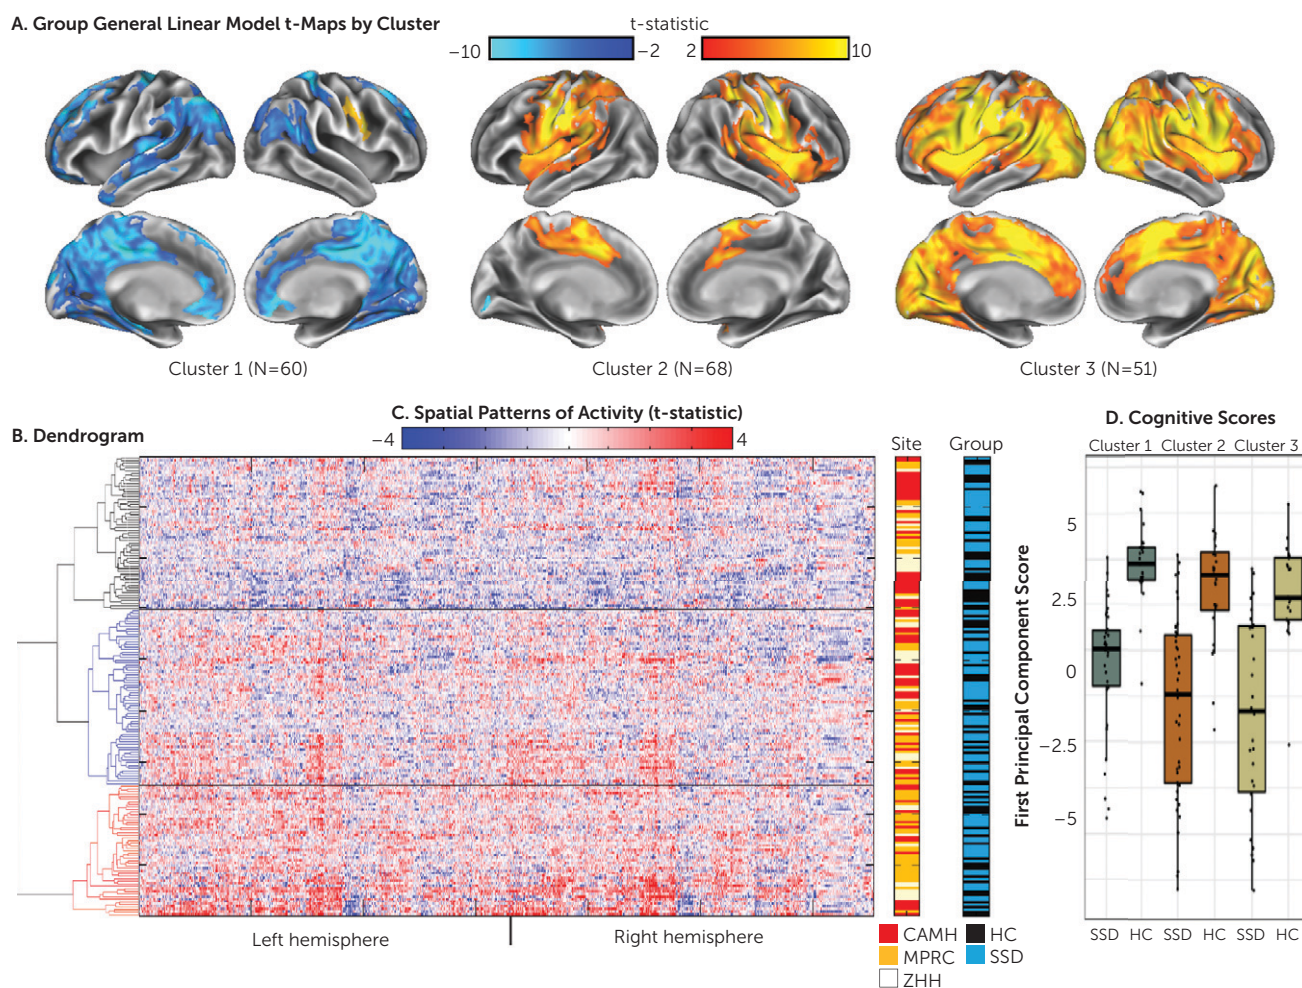 A. Group General Linear Model t-Maps by Cluster
t-statistic
−10
−2
2
10
Cluster 1 (N=60)
Cluster 2 (N=68)
Cluster 3 (N=51)
B. Dendrogram
C. Spatial Patterns of Activity (t-statistic)
−4
4
Left hemisphere
Right hemisphere
Site
Group
CAMH
MPRC
ZHH
HC
SSD
D. Cognitive Scores
Cluster 1
Cluster 2
Cluster 3
First Principal Component Score
5
2.5
0
−2.5
−5
SSD
HC
SSD
HC
SSD
HC